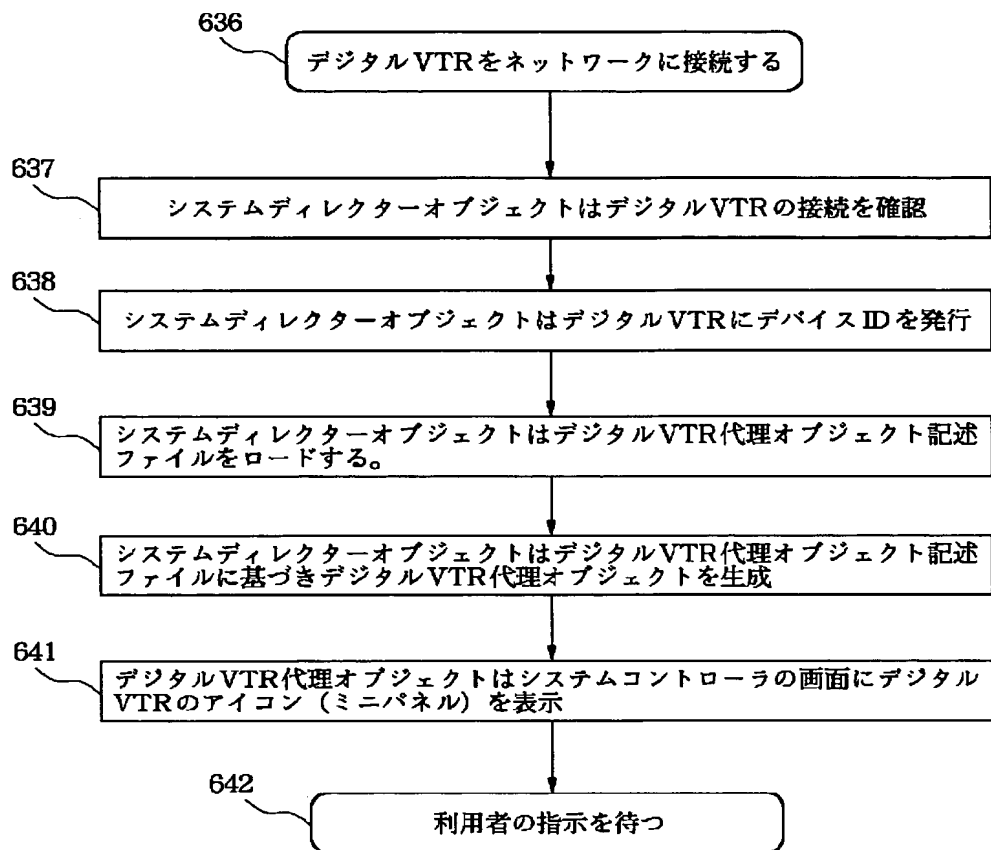 636
デジタルVTRをネットワークに接続する
637
システムディレクターオブジェクトはデジタルVTRの接続を確認
638
システムディレクターオブジェクトはデジタルVTRにデバイスIDを発行
639
システムディレクターオブジェクトはデジタルVTR代理オブジェクト記述
ファイルをロードする。
640
システムディレクターオブジェクトはデジタルVTR代理オブジェクト記述
ファイルに基づきデジタルVTR代理オブジェクトを生成
641
デジタルVTR代理オブジェクトはシステムコントローラの画面にデジタル
VTRのアイコン（ミニパネル）を表示
642
利用者の指示を待つ